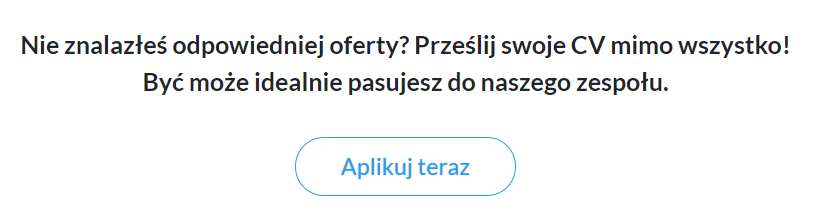 Nie znalazłeś odpowiedniej oferty? Prześlij swoje CV mimo wszystko!
Być może idealnie pasujesz do naszego zespołu.
Aplikuj teraz